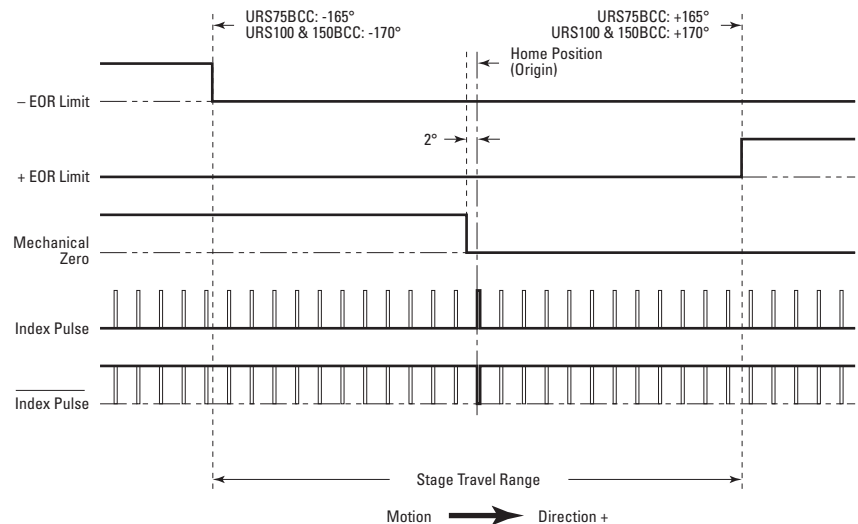 URS75BCC: -165°
URS100 & 150BCC: -170°
URS75BCC: +165°
URS100 & 150BCC: +170°
Home Position
(Origin)
– EOR Limit
2°
+ EOR Limit
Mechanical
Zero
Index Pulse
Index Pulse
Stage Travel Range
Motion Direction +